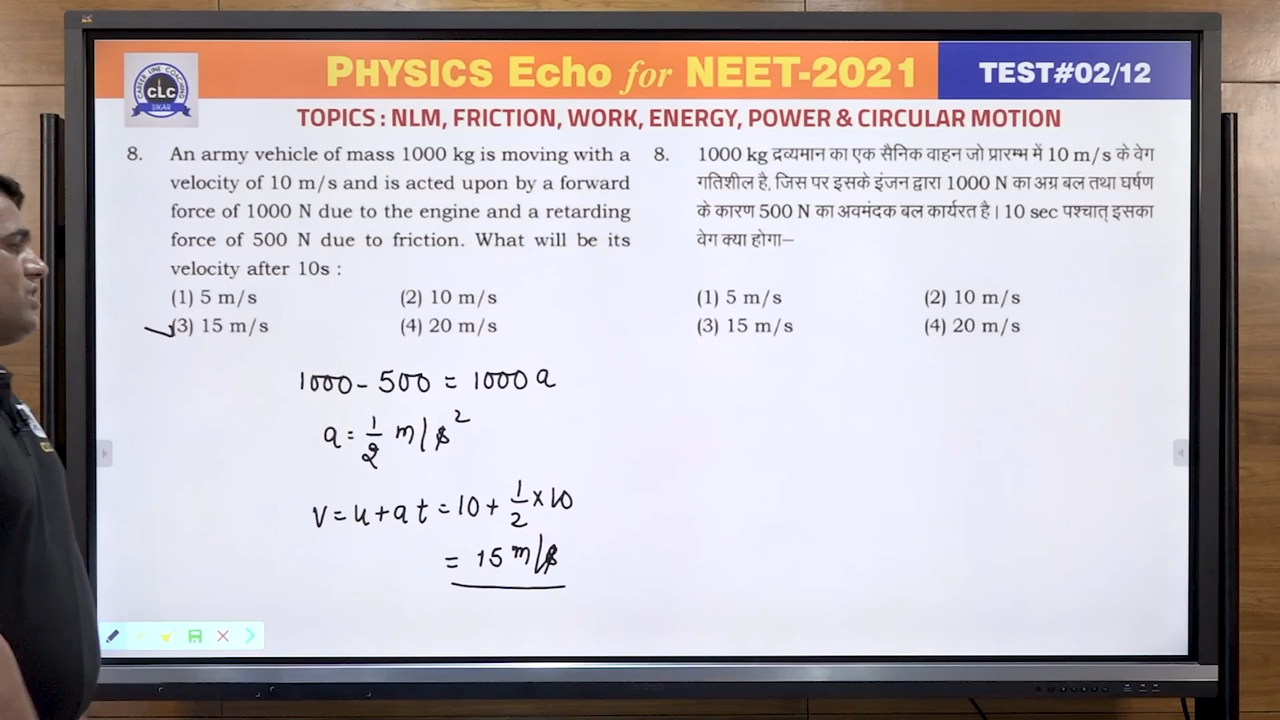 PHYSICS Echo for NEET-2021
TEST#02/12
CAREER LINE COACHING
CLC
SIKAR
TOPICS : NLM, FRICTION, WORK, ENERGY, POWER & CIRCULAR MOTION
8. An army vehicle of mass 1000 kg is moving with a
velocity of 10 m/s and is acted upon by a forward
force of 1000 N due to the engine and a retarding
force of 500 N due to friction. What will be its
velocity after 10s :
(1) 5 m/s (2) 10 m/s
(3) 15 m/s (4) 20 m/s
8. 1000 kg द्रव्यमान का एक सैनिक वाहन जो प्रारम्भ में 10 m/s के वेग
गतिशील है, जिस पर इसके इंजन द्वारा 1000 N का अग्र बल तथा घर्षण
के कारण 500 N का अवमंदक बल कार्यरत है। 10 sec पश्चात् इसका
वेग क्या होगा–
(1) 5 m/s (2) 10 m/s
(3) 15 m/s (4) 20 m/s
1000 - 500 = 1000 a
a = 1/2 m/s²
v = u + at = 10 + 1/2 × 10
= 15 m/s